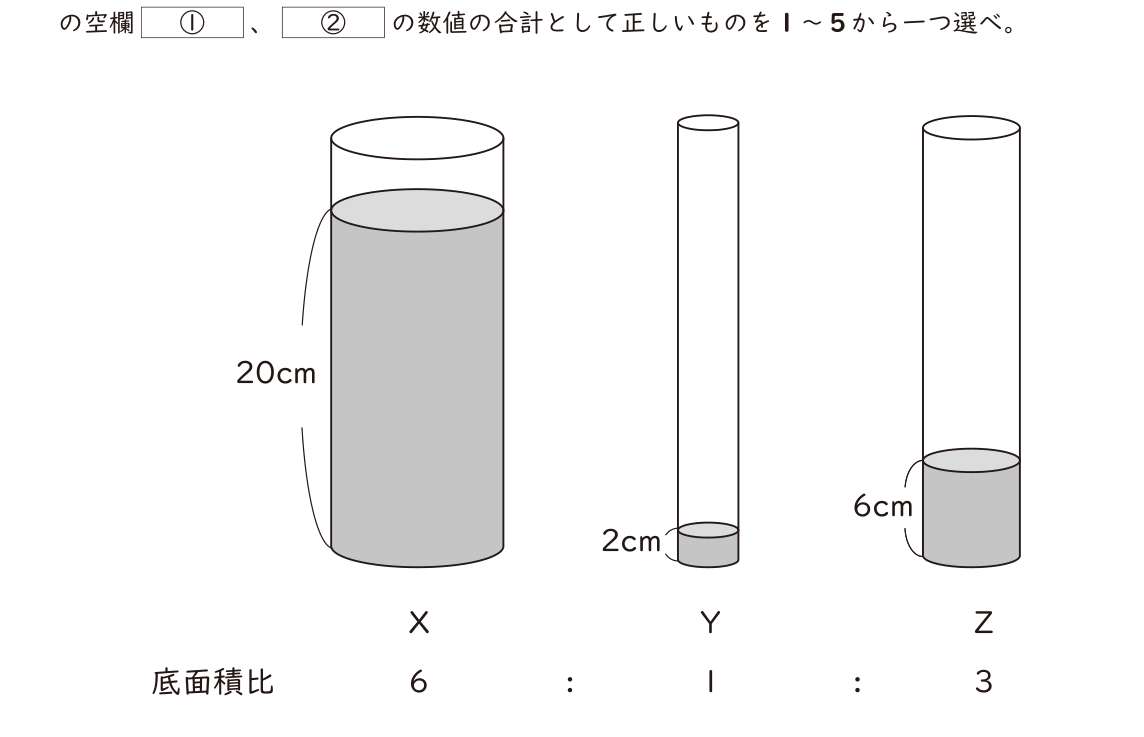 の空欄 ① 、 ② の数値の合計として正しいものを 1 ～ 5 から一つ選べ。
20cm
2cm
6cm
X Y Z
底面積比 6 : 1 : 3